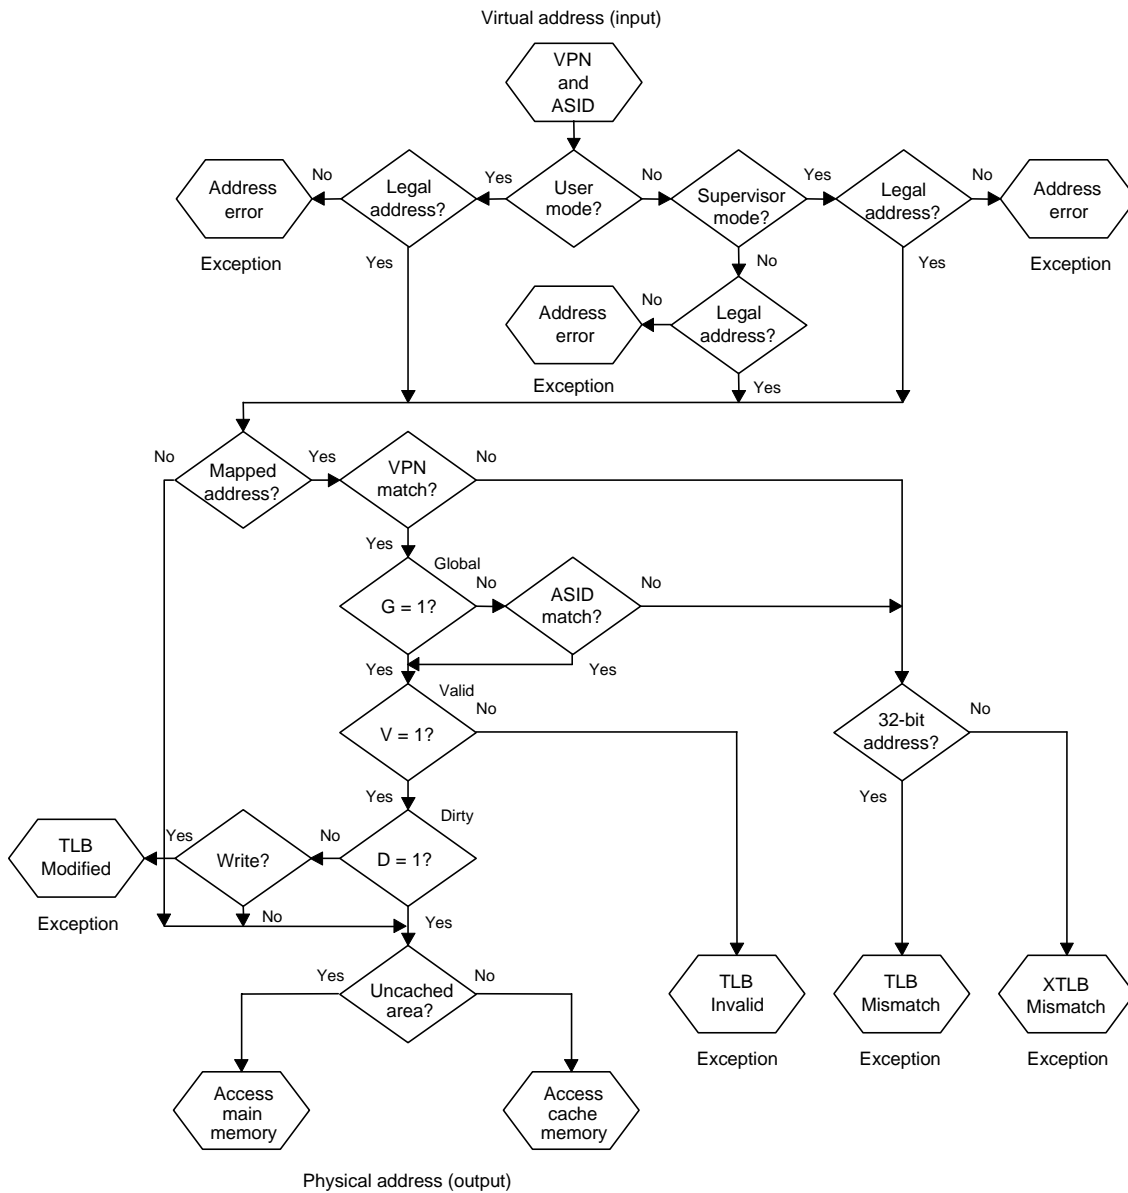 Virtual address (input)
VPN
and
ASID
No
Yes
No
Yes
No
Address
error
Legal
address?
User
mode?
Supervisor
mode?
Legal
address?
Address
error
Exception
Yes
No
Yes
Exception
No
Address
error
Legal
address?
Exception
Yes
No
Yes
No
Mapped
address?
VPN
match?
Yes
Global
No
No
G = 1?
ASID
match?
Yes
Yes
Valid
No
No
V = 1?
32-bit
address?
Yes
Yes
Dirty
Yes
No
TLB
Modified
Write?
D = 1?
Exception
No
Yes
Yes
No
Uncached
area?
TLB
Invalid
TLB
Mismatch
XTLB
Mismatch
Exception
Exception
Exception
Access
main
memory
Access
cache
memory
Physical address (output)